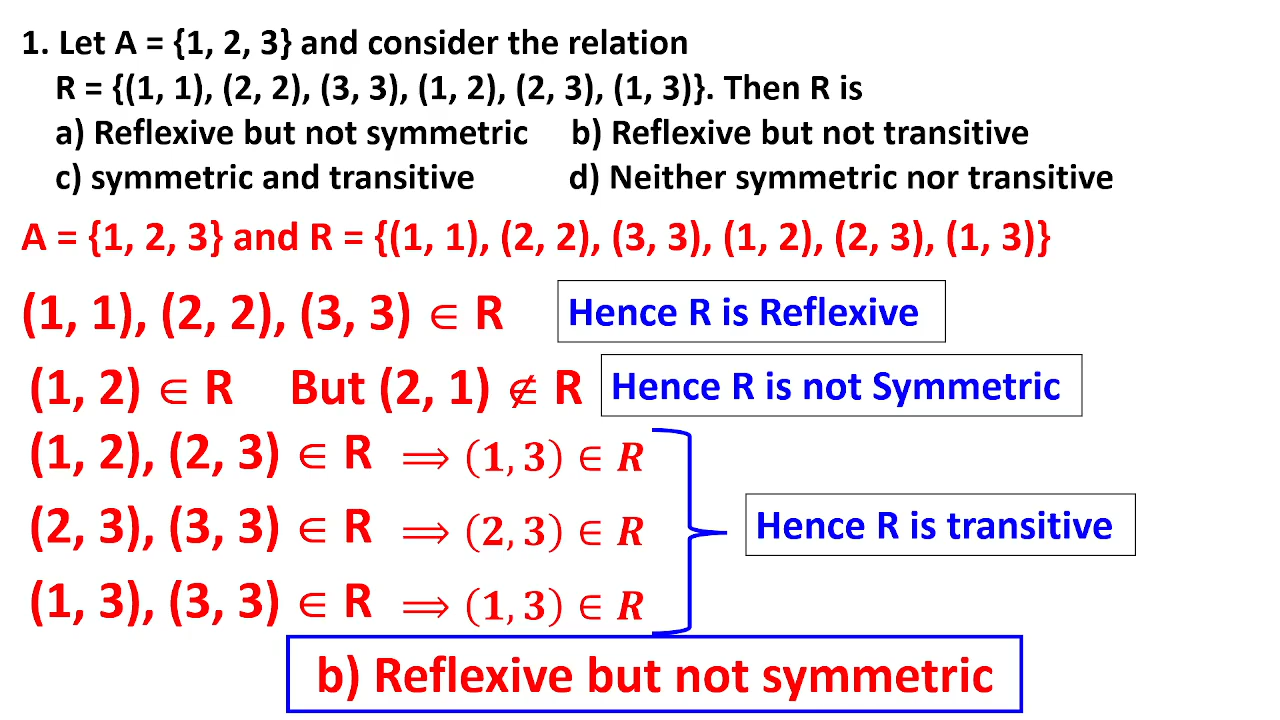 1. Let A = {1, 2, 3} and consider the relation
R = {(1, 1), (2, 2), (3, 3), (1, 2), (2, 3), (1, 3)}. Then R is
a) Reflexive but not symmetric b) Reflexive but not transitive
c) symmetric and transitive d) Neither symmetric nor transitive
A = {1, 2, 3} and R = {(1, 1), (2, 2), (3, 3), (1, 2), (2, 3), (1, 3)}
(1, 1), (2, 2), (3, 3) ∈ R Hence R is Reflexive
(1, 2) ∈ R But (2, 1) ∉ R Hence R is not Symmetric
(1, 2), (2, 3) ∈ R ⟹ (1, 3) ∈ R
(2, 3), (3, 3) ∈ R ⟹ (2, 3) ∈ R
Hence R is transitive
(1, 3), (3, 3) ∈ R ⟹ (1, 3) ∈ R
b) Reflexive but not symmetric